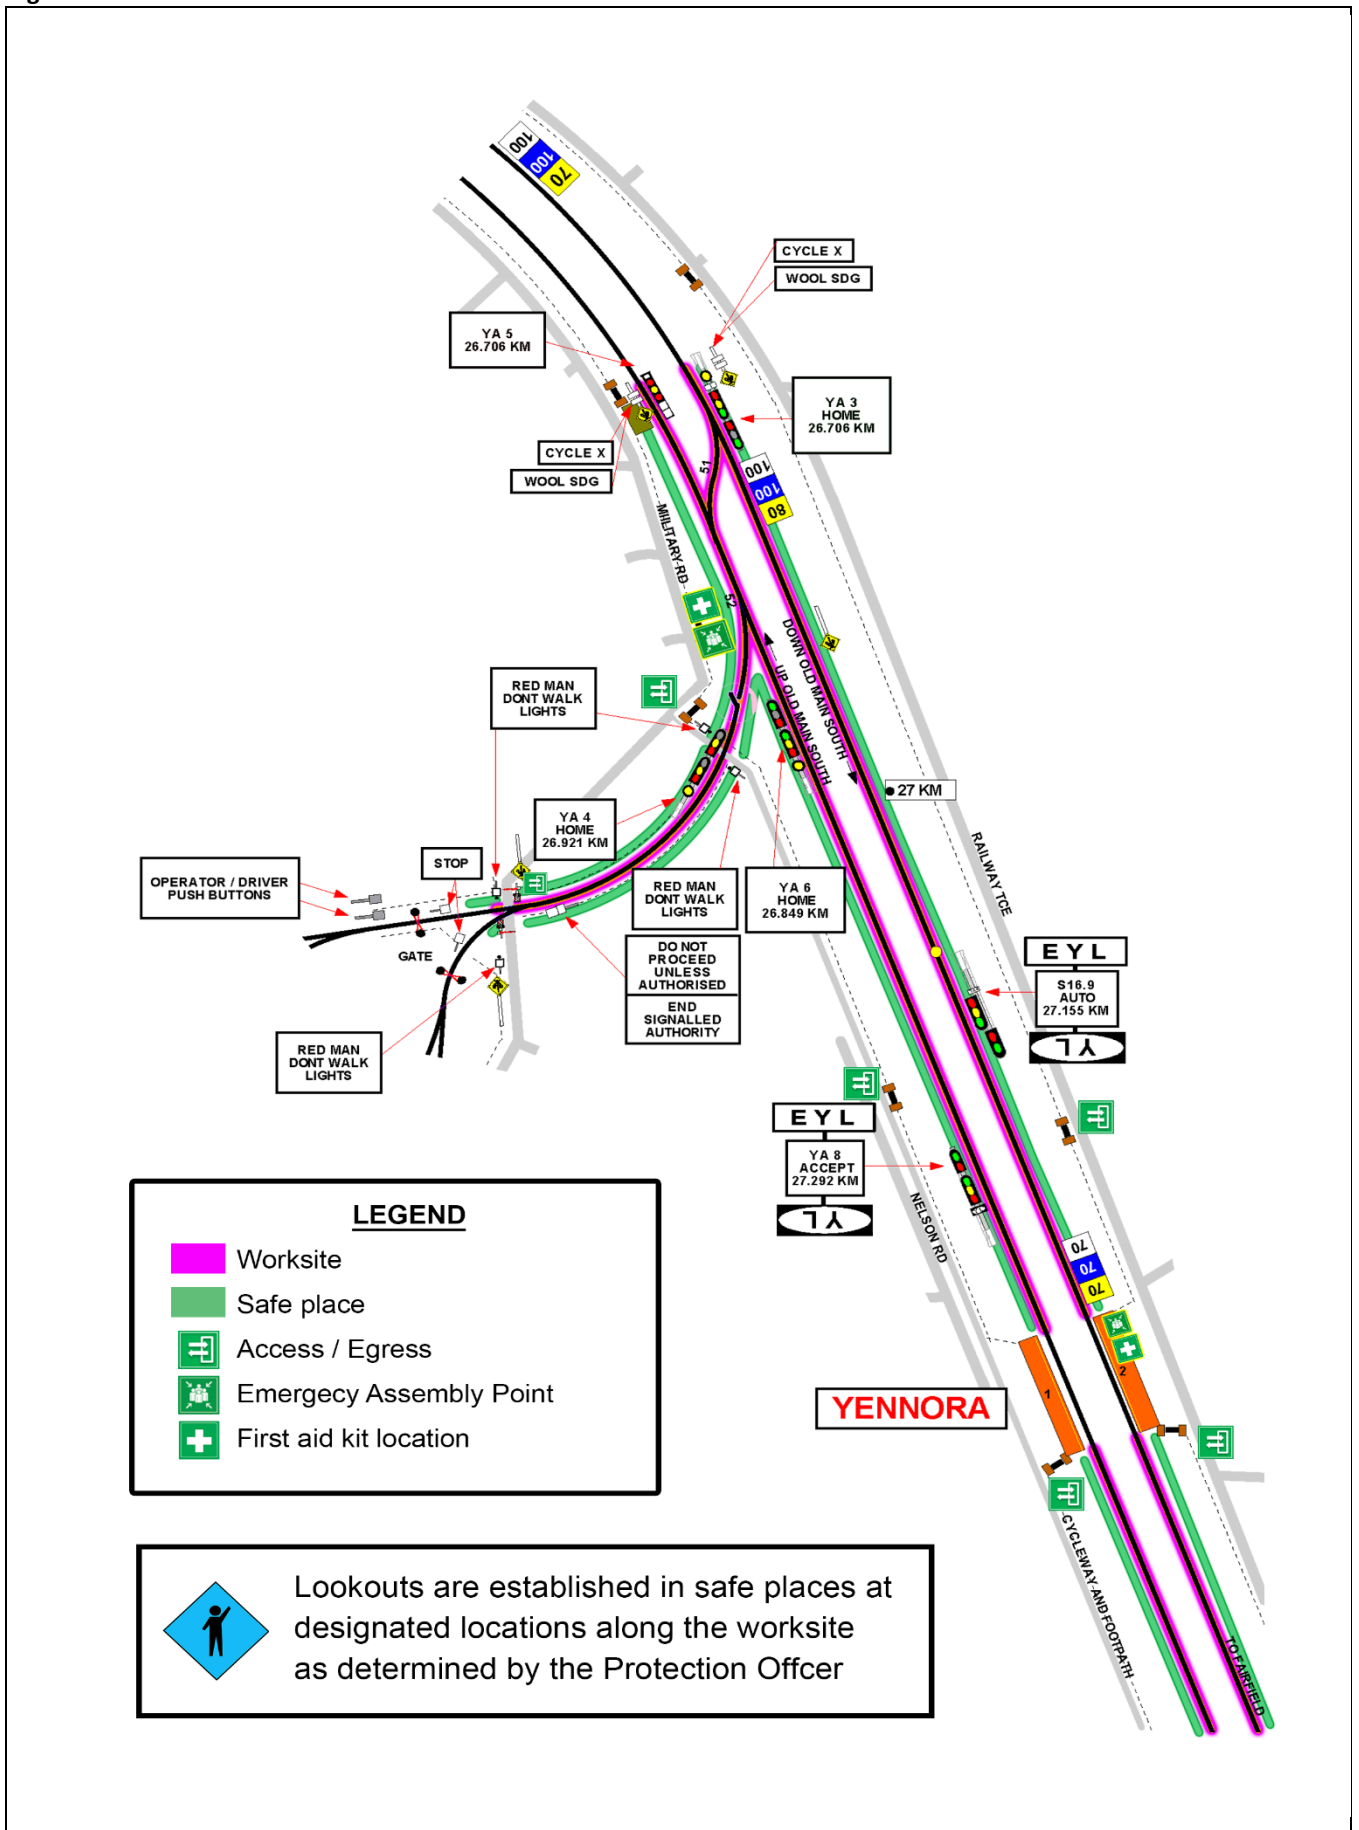 100
100
70
CYCLE X
WOOL SDG
YA 5
26.706 KM
YA 3
HOME
26.706 KM
CYCLE X
WOOL SDG
51
100
100
80
MILITARY RD
52
DOWN OLD MAIN SOUTH
UP OLD MAIN SOUTH
RED MAN
DONT WALK
LIGHTS
27 KM
YA 4
HOME
26.921 KM
RAILWAY TCE
STOP
OPERATOR / DRIVER
PUSH BUTTONS
RED MAN
DONT WALK
LIGHTS
YA 6
HOME
26.849 KM
GATE
DO NOT
PROCEED
UNLESS
AUTHORISED
END
SIGNALLED
AUTHORITY
EYL
S16.9
AUTO
27.155 KM
YL
RED MAN
DONT WALK
LIGHTS
EYL
YA 8
ACCEPT
27.292 KM
YL
NELSON RD
70
70
70
LEGEND
Worksite
Safe place
Access / Egress
Emergecy Assembly Point
First aid kit location
1
2
YENNORA
CYCLEWAY AND FOOTPATH
TO FAIRFIELD
Lookouts are established in safe places at
designated locations along the worksite
as determined by the Protection Offcer